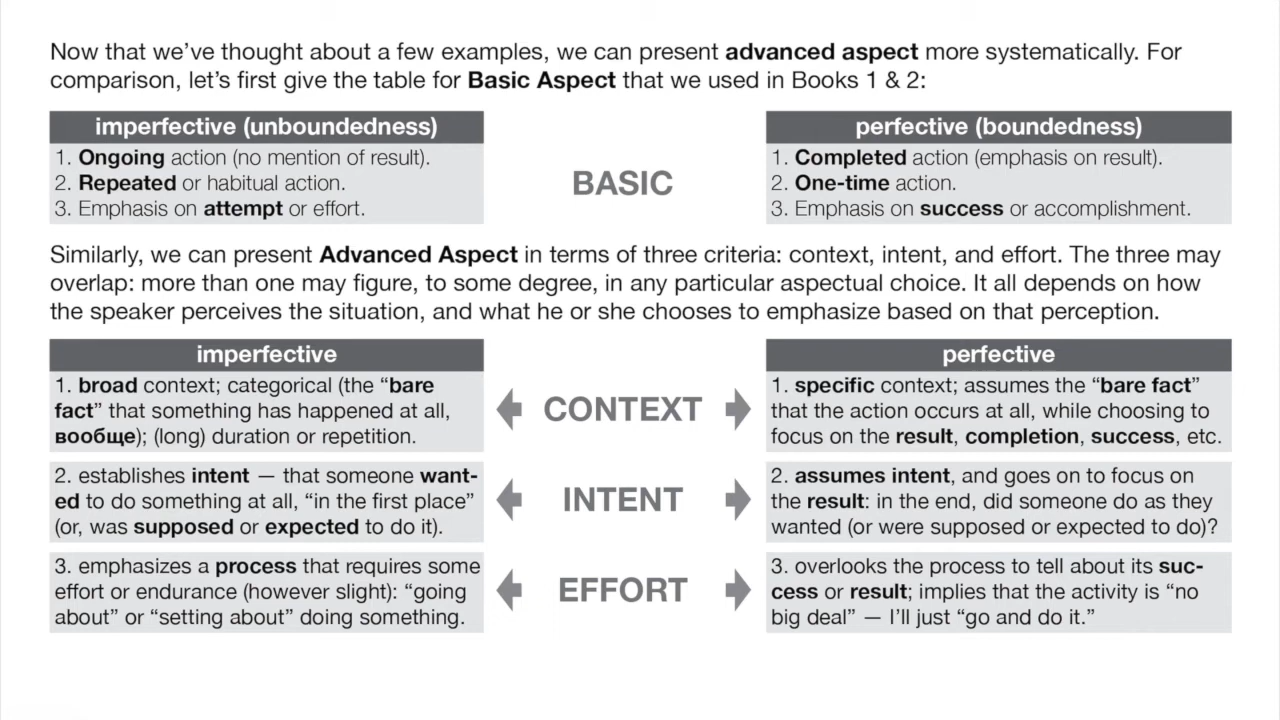 Now that we’ve thought about a few examples, we can present advanced aspect more systematically. For
comparison, let’s first give the table for Basic Aspect that we used in Books 1 & 2:
imperfective (unboundedness)
1. Ongoing action (no mention of result).
2. Repeated or habitual action.
3. Emphasis on attempt or effort.
BASIC
perfective (boundedness)
1. Completed action (emphasis on result).
2. One-time action.
3. Emphasis on success or accomplishment.
Similarly, we can present Advanced Aspect in terms of three criteria: context, intent, and effort. The three may
overlap: more than one may figure, to some degree, in any particular aspectual choice. It all depends on how
the speaker perceives the situation, and what he or she chooses to emphasize based on that perception.
imperfective
perfective
1. broad context; categorical (the “bare
fact” that something has happened at all,
вообще); (long) duration or repetition.
CONTEXT
1. specific context; assumes the “bare fact”
that the action occurs at all, while choosing to
focus on the result, completion, success, etc.
2. establishes intent — that someone want-
ed to do something at all, “in the first place”
(or, was supposed or expected to do it).
INTENT
2. assumes intent, and goes on to focus on
the result: in the end, did someone do as they
wanted (or were supposed or expected to do)?
3. emphasizes a process that requires some
effort or endurance (however slight): “going
about” or “setting about” doing something.
EFFORT
3. overlooks the process to tell about its suc-
cess or result; implies that the activity is “no
big deal” — I’ll just “go and do it.”